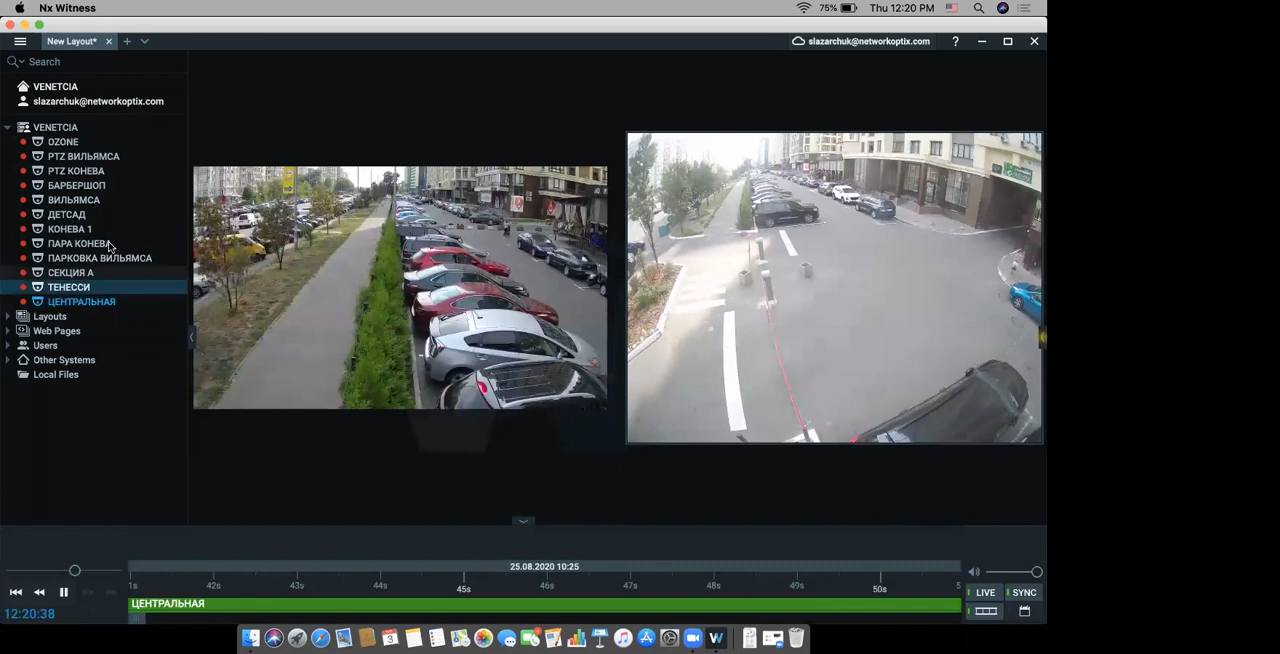 Nx Witness
75%
Thu 12:20 PM
New Layout*
slazarchuk@networkoptix.com
?
Search
VENETCIA
slazarchuk@networkoptix.com
VENETCIA
OZONE
PTZ ВИЛЬЯМСА
PTZ КОНЕВА
БАРБЕРШОП
ВИЛЬЯМСА
ДЕТСАД
КОНЕВА 1
ПАРА КОНЕВА
ПАРКОВКА ВИЛЬЯМСА
СЕКЦИЯ А
ТЕНЕССИ
ЦЕНТРАЛЬНАЯ
Layouts
Web Pages
Users
Other Systems
Local Files
25.08.2020 10:25
1s
42s
43s
44s
45s
46s
47s
48s
49s
50s
5
LIVE
SYNC
12:20:38
ЦЕНТРАЛЬНАЯ